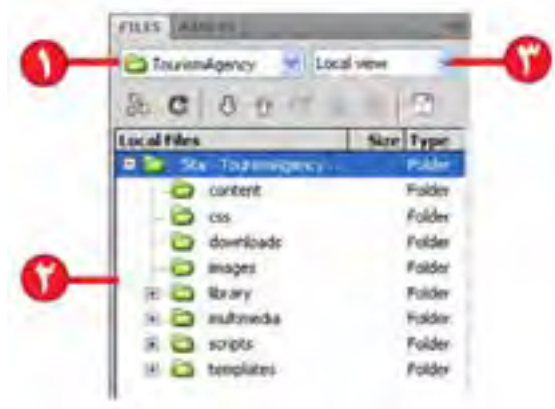 FILES ASSETS
۱
TourismAgency Local view ۳
Local Files Size Type
Site - TourismAgency... Folder
content Folder
css Folder
downloads Folder
۲
images Folder
library Folder
multimedia Folder
scripts Folder
templates Folder